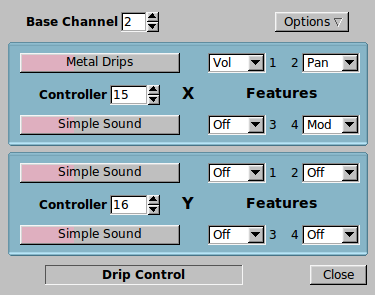 Base Channel 2 Options
Metal Drips Vol 1 2 Pan
Controller 15 X Features
Simple Sound Off 3 4 Mod
Simple Sound Off 1 2 Off
Controller 16 Y Features
Simple Sound Off 3 4 Off
Drip Control Close